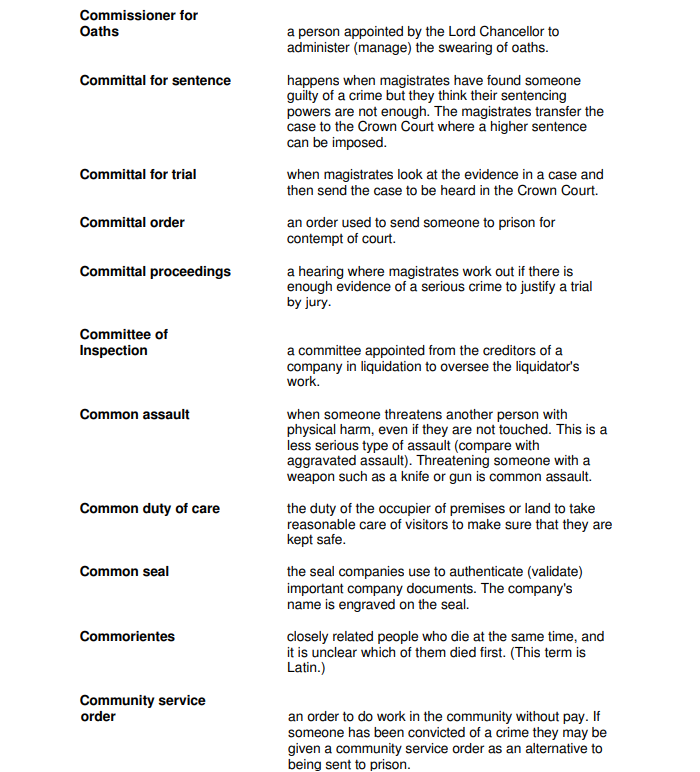 Commissioner for
Oaths a person appointed by the Lord Chancellor to
administer (manage) the swearing of oaths.
Committal for sentence happens when magistrates have found someone
guilty of a crime but they think their sentencing
powers are not enough. The magistrates transfer the
case to the Crown Court where a higher sentence
can be imposed.
Committal for trial when magistrates look at the evidence in a case and
then send the case to be heard in the Crown Court.
Committal order an order used to send someone to prison for
contempt of court.
Committal proceedings a hearing where magistrates work out if there is
enough evidence of a serious crime to justify a trial
by jury.
Committee of
Inspection a committee appointed from the creditors of a
company in liquidation to oversee the liquidator's
work.
Common assault when someone threatens another person with
physical harm, even if they are not touched. This is a
less serious type of assault (compare with
aggravated assault). Threatening someone with a
weapon such as a knife or gun is common assault.
Common duty of care the duty of the occupier of premises or land to take
reasonable care of visitors to make sure that they are
kept safe.
Common seal the seal companies use to authenticate (validate)
important company documents. The company's
name is engraved on the seal.
Commorientes closely related people who die at the same time, and
it is unclear which of them died first. (This term is
Latin.)
Community service
order an order to do work in the community without pay. If
someone has been convicted of a crime they may be
given a community service order as an alternative to
being sent to prison.